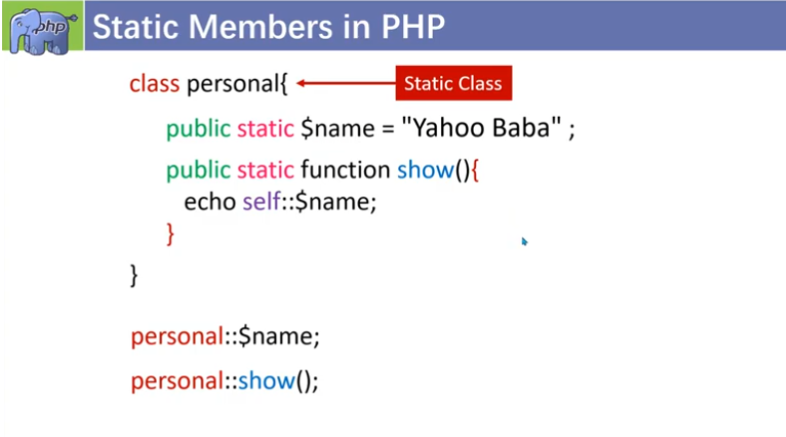 php
Static Members in PHP
class personal{
Static Class
public static $name = "Yahoo Baba" ;
public static function show(){
echo self::$name;
}
}
personal::$name;
personal::show();